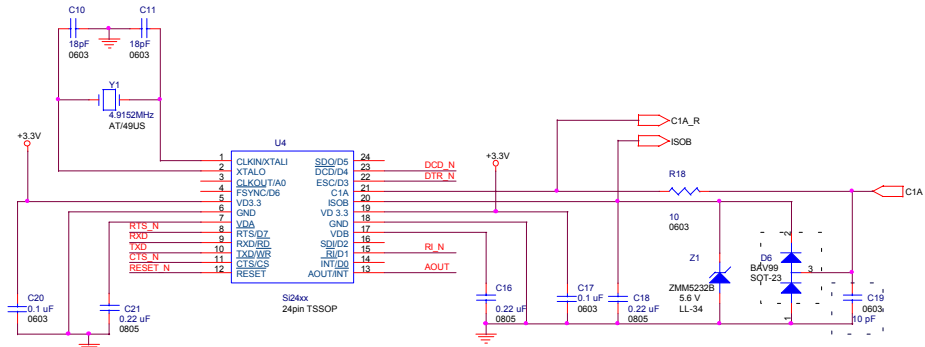 C10
18pF
0603
C11
18pF
0603
Y1
4.9152MHz
AT/49US
+3.3V
U4
1 CLKIN/XTALI
2 XTALO
3 CLKOUT/A0
4 FSYNC/D6
5 VD3.3
6 GND
7 VDA
RTS_N 8 RTS/D7
RXD 9 RXD/RD
TXD 10 TXD/WR
CTS_N 11 CTS/CS
RESET_N 12 RESET
SDO/D5 24
DCD/D4 23 DCD_N
ESC/D3 22 DTR_N
C1A 21
ISOB 20
VD 3.3 19
GND 18
VDB 17
SDI/D2 16
RI/D1 15 RI_N
INT/D0 14
AOUT/INT 13 AOUT
Si24xx
24pin TSSOP
+3.3V
C1A_R
ISOB
R18
10
0603
C1A
Z1
ZMM5232B
5.6 V
LL-34
2
D6
BAV99
SOT-23
3
1
C20
0.1 uF
0603
C21
0.22 uF
0805
C16
0.22 uF
0805
C17
0.1 uF
0603
C18
0.22 uF
0805
C19
0603
10 pF